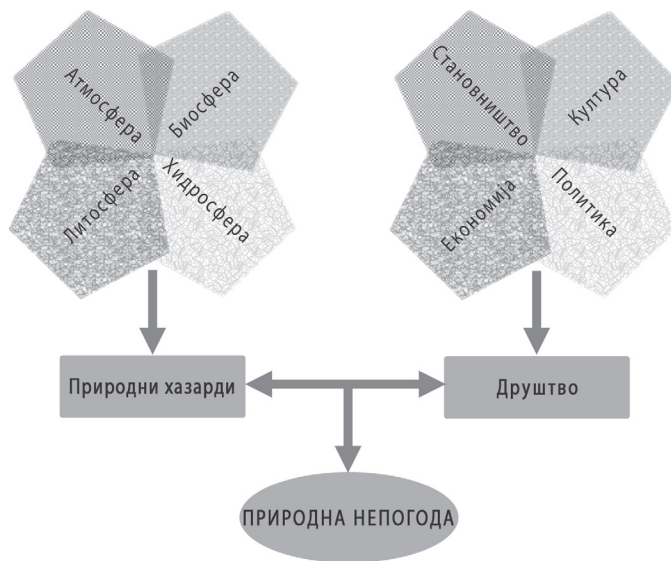 Атмосфера
Биосфера
Литосфера
Хидросфера
Становништво
Култура
Економија
Политика
Природни хазарди
Друштво
ПРИРОДНА НЕПОГОДА